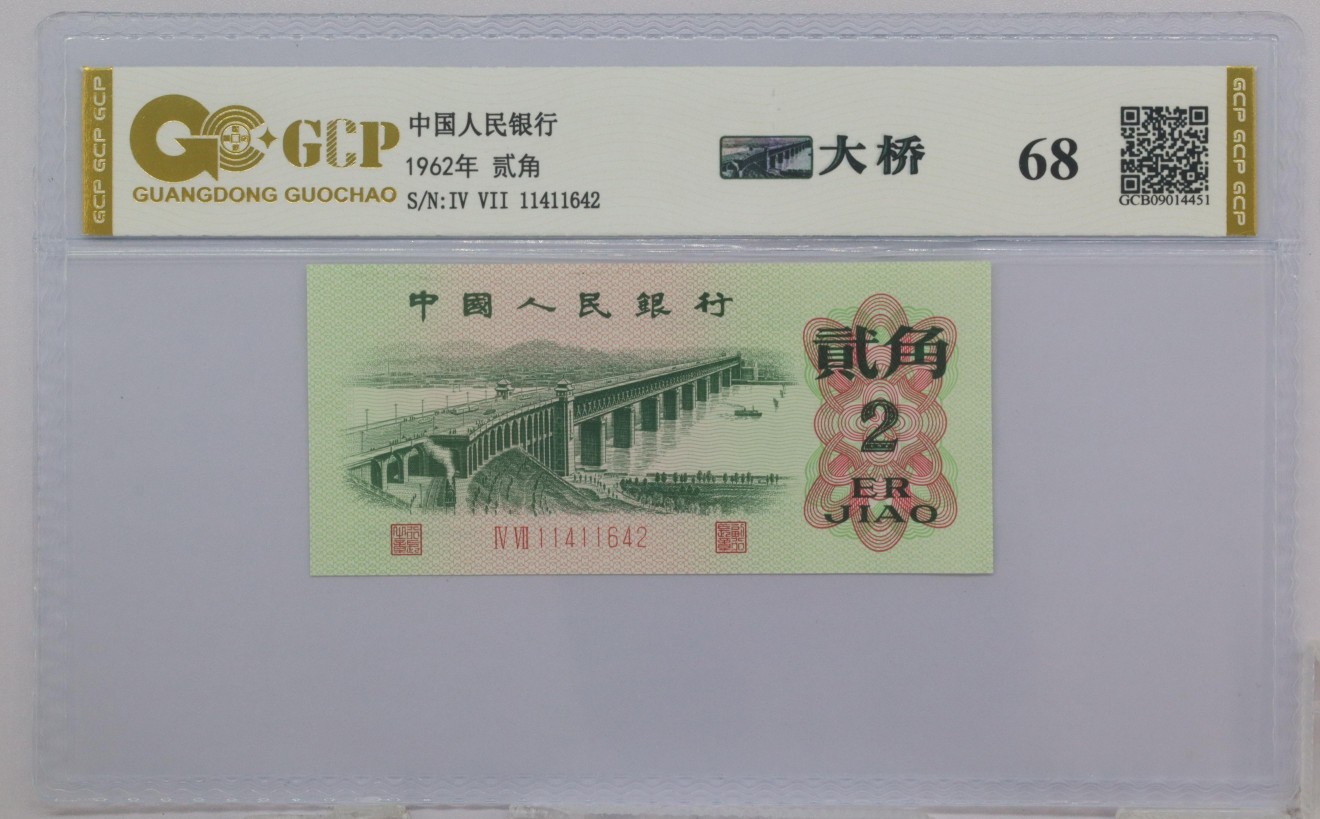 GCP GCP GCP
GCP
GUANGDONG GUOCHAO
中国人民银行
1962年 贰角
S/N:IV VII 11411642
大桥
68
GCB09014451
GCP GCP GCP
中國人民銀行
貳角
2
ER
JIAO
IV VII 11411642